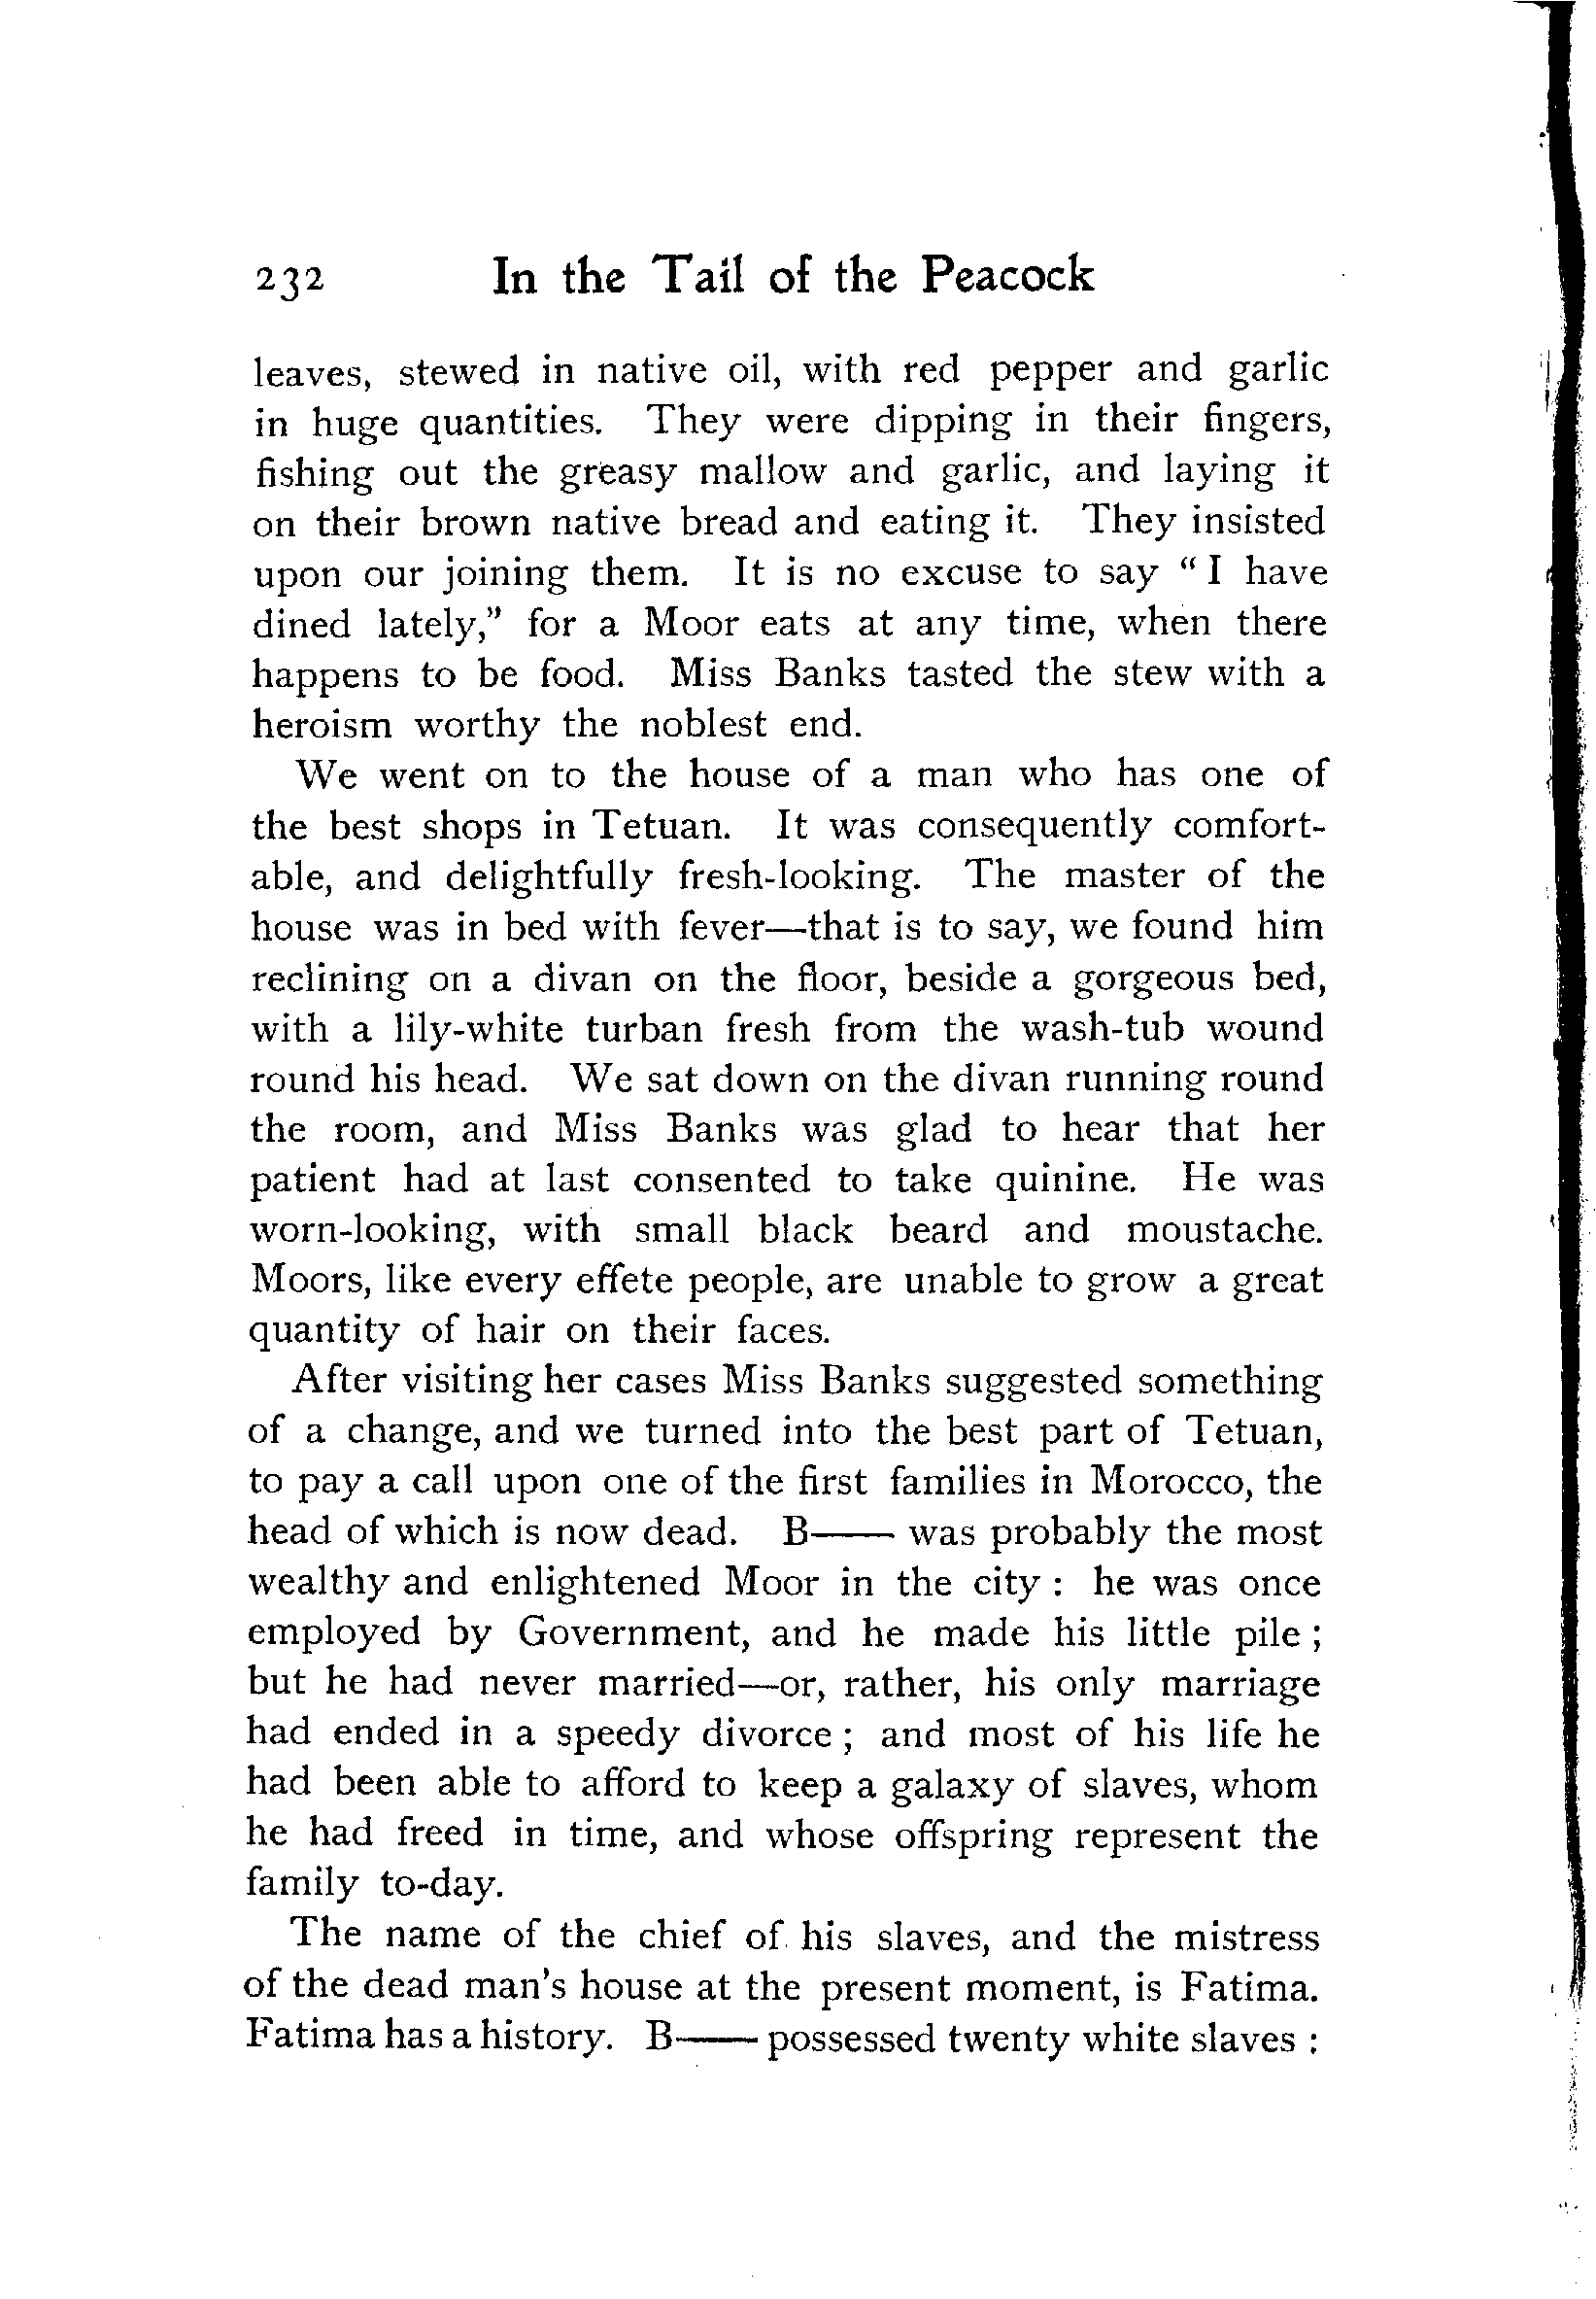 232 In the Tail of the Peacock
leaves, stewed in native oil, with red pepper and garlic
in huge quantities. They were dipping in their fingers,
fishing out the greasy mallow and garlic, and laying it
on their brown native bread and eating it. They insisted
upon our joining them. It is no excuse to say “I have
dined lately,” for a Moor eats at any time, when there
happens to be food. Miss Banks tasted the stew with a
heroism worthy the noblest end.
We went on to the house of a man who has one of
the best shops in Tetuan. It was consequently comfort-
able, and delightfully fresh-looking. The master of the
house was in bed with fever—that is to say, we found him
reclining on a divan on the floor, beside a gorgeous bed,
with a lily-white turban fresh from the wash-tub wound
round his head. We sat down on the divan running round
the room, and Miss Banks was glad to hear that her
patient had at last consented to take quinine. He was
worn-looking, with small black beard and moustache.
Moors, like every effete people, are unable to grow a great
quantity of hair on their faces.
After visiting her cases Miss Banks suggested something
of a change, and we turned into the best part of Tetuan,
to pay a call upon one of the first families in Morocco, the
head of which is now dead. B—— was probably the most
wealthy and enlightened Moor in the city : he was once
employed by Government, and he made his little pile ;
but he had never married—or, rather, his only marriage
had ended in a speedy divorce ; and most of his life he
had been able to afford to keep a galaxy of slaves, whom
he had freed in time, and whose offspring represent the
family to-day.
The name of the chief of his slaves, and the mistress
of the dead man's house at the present moment, is Fatima.
Fatima has a history. B—— possessed twenty white slaves :